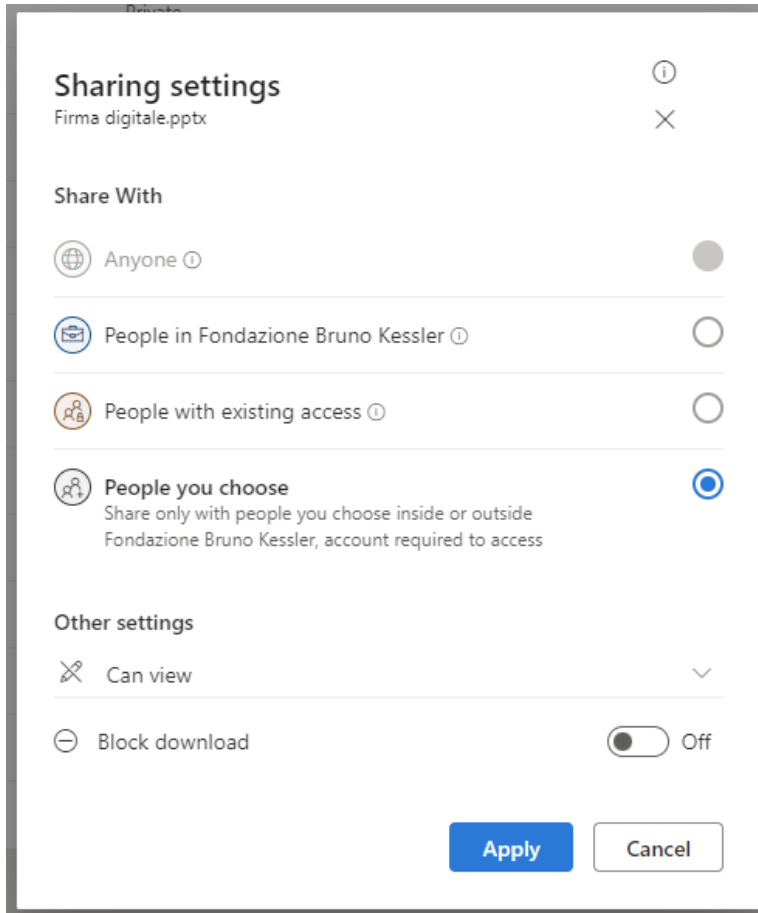 Private
Sharing settings
Firma digitale.pptx
Share With
Anyone
People in Fondazione Bruno Kessler
People with existing access
People you choose
Share only with people you choose inside or outside
Fondazione Bruno Kessler, account required to access
Other settings
Can view
Block download
Off
Apply
Cancel